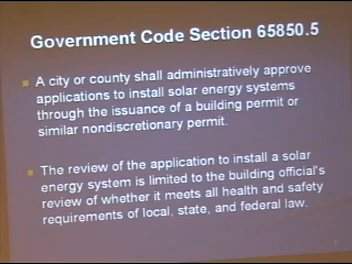 Government Code Section 65850.5
A city or county shall administratively approve
applications to install solar energy systems
through the issuance of a building permit or
similar nondiscretionary permit.
The review of the application to install a solar
energy system is limited to the building official's
review of whether it meets all health and safety
requirements of local, state, and federal law.